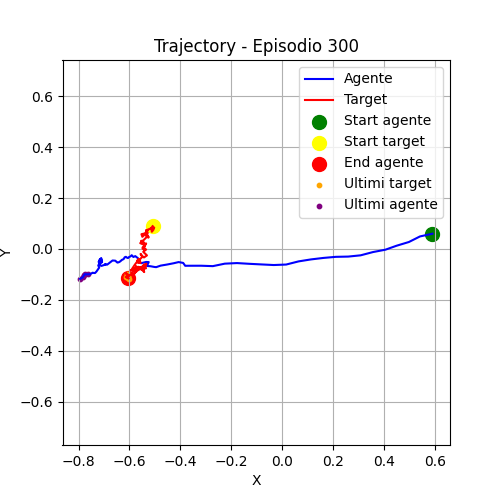 Trajectory - Episodio 300
Agente
Target
Start agente
Start target
End agente
Ultimi target
Ultimi agente
Y
0.6
0.4
0.2
0.0
−0.2
−0.4
−0.6
−0.8 −0.6 −0.4 −0.2 0.0 0.2 0.4 0.6
X